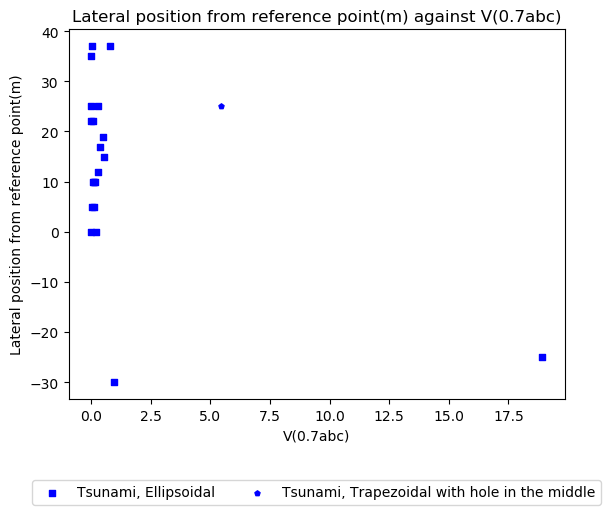 Lateral position from reference point(m) against V(0.7abc)
40
30
20
10
0
−10
−20
−30
Lateral position from reference point(m)
0.0 2.5 5.0 7.5 10.0 12.5 15.0 17.5
V(0.7abc)
Tsunami, Ellipsoidal Tsunami, Trapezoidal with hole in the middle